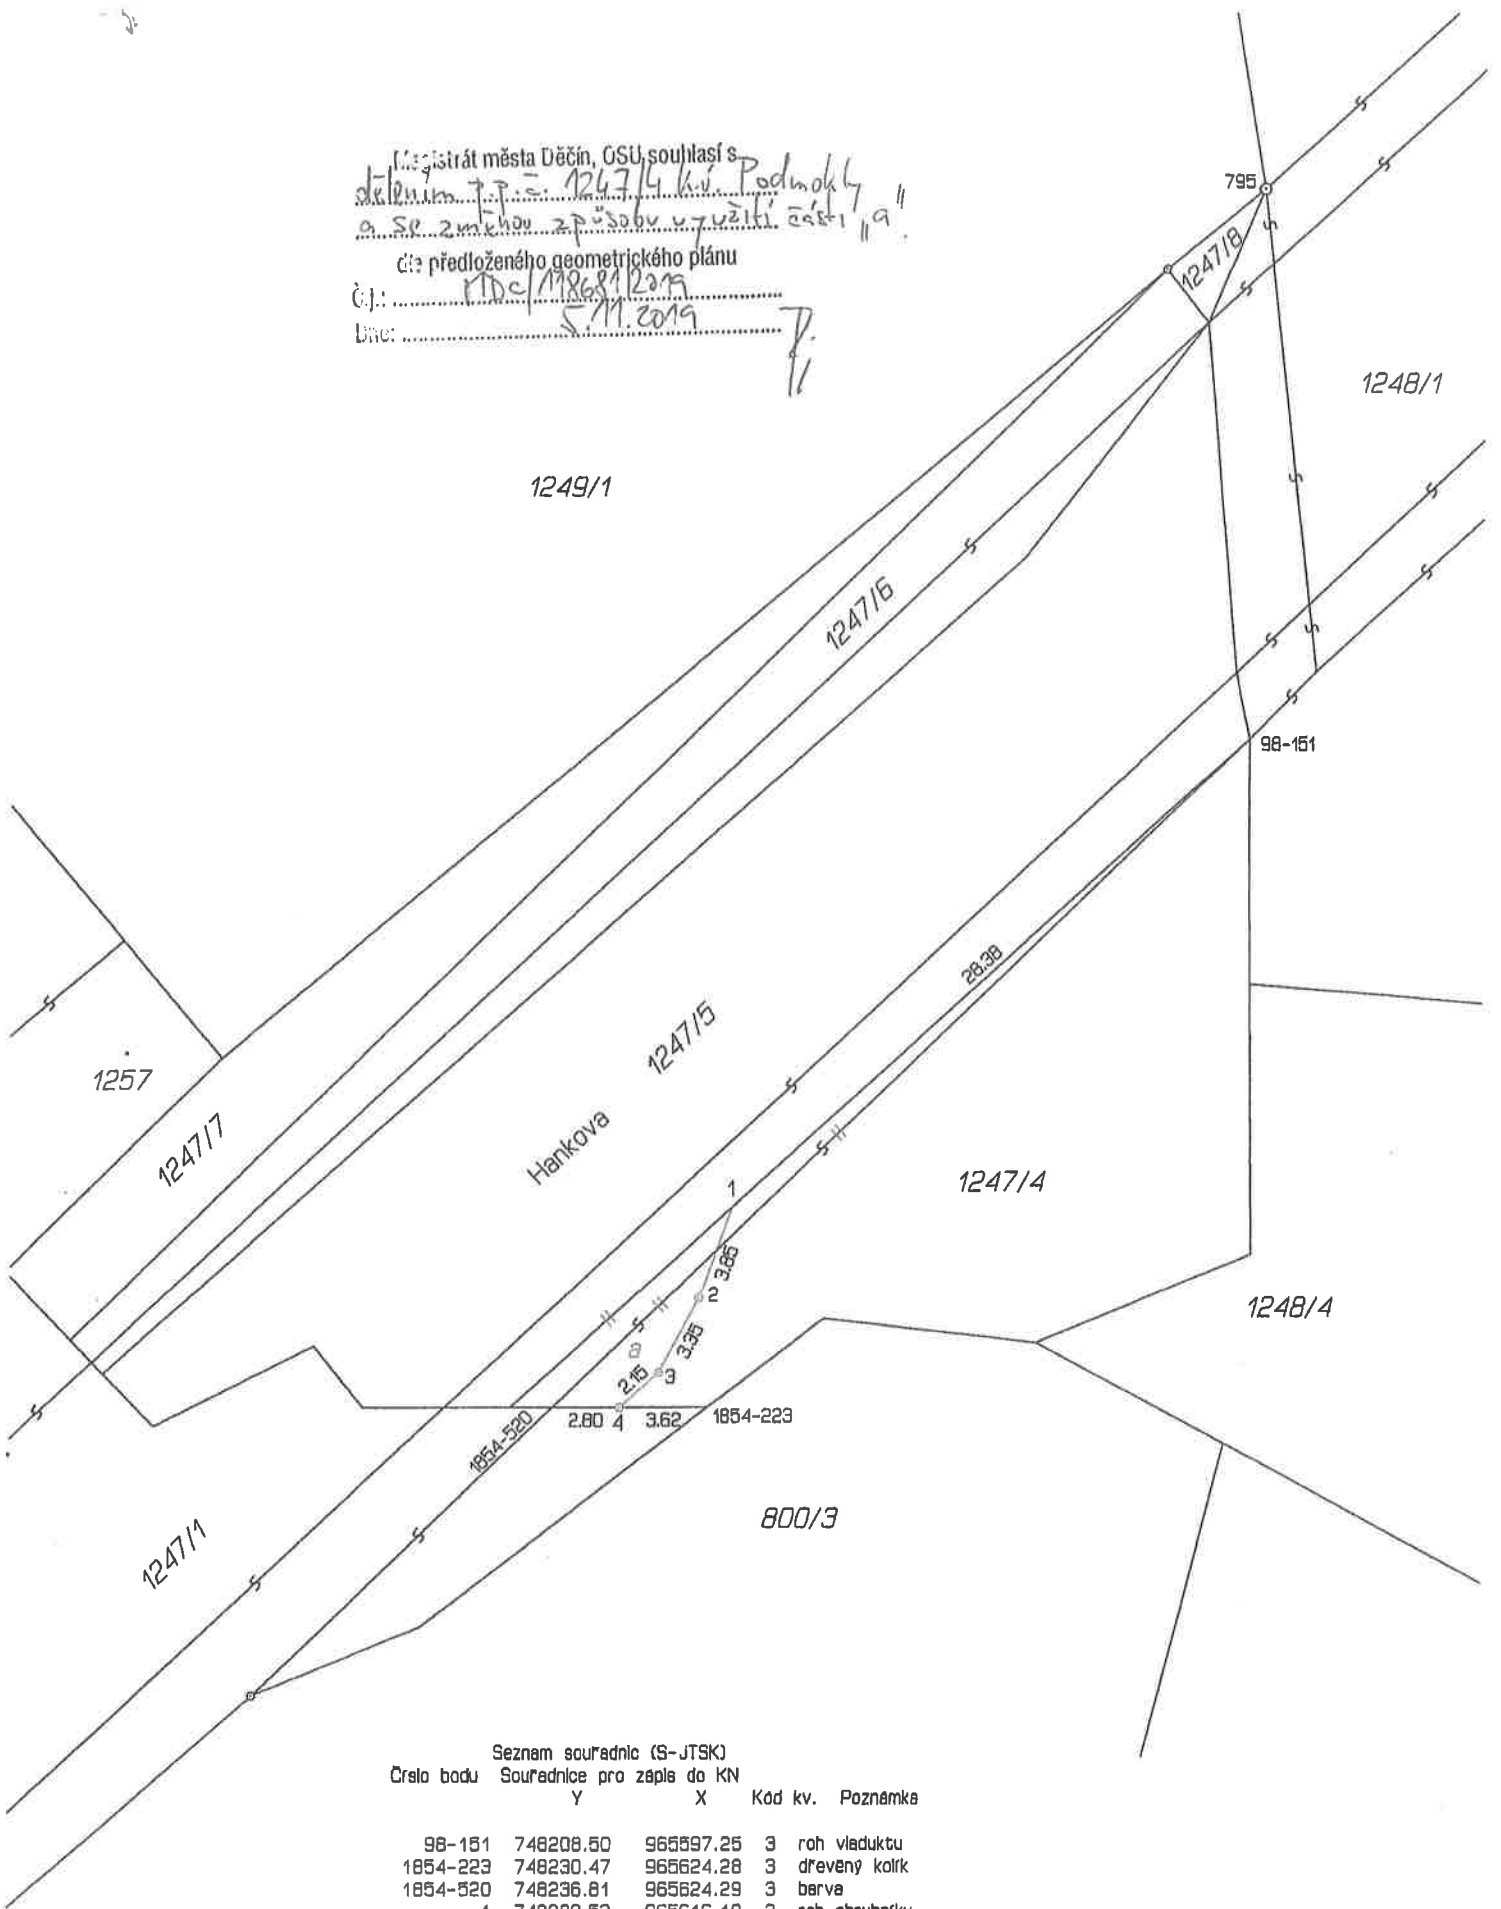 Magistrát města Děčín, OSU souhlasí s
dělením p.p.č. 1247/4 k.ú. Podmokly
a se změnou způsobu využití části "a"
dle předloženého geometrického plánu
Č.j.: MDC/118681/2019
Dne: 5.11.2019
795
1247/8
1248/1
1249/1
1247/6
98-151
28.38
1247/5
1257
1247/7
Hankova
1
1247/4
3.85
2
1248/4
3.35
a
3
2.15
2.80 4 3.62 1854-223
1854-520
800/3
1247/1
Seznam souřadnic (S-JTSK)
Číslo bodu Souřadnice pro zápis do KN
Y X Kód kv. Poznámka
98-151 748208.50 965597.25 3 roh viaduktu
1854-223 748230.47 965624.28 3 dřevěný kolík
1854-520 748236.81 965624.29 3 barva